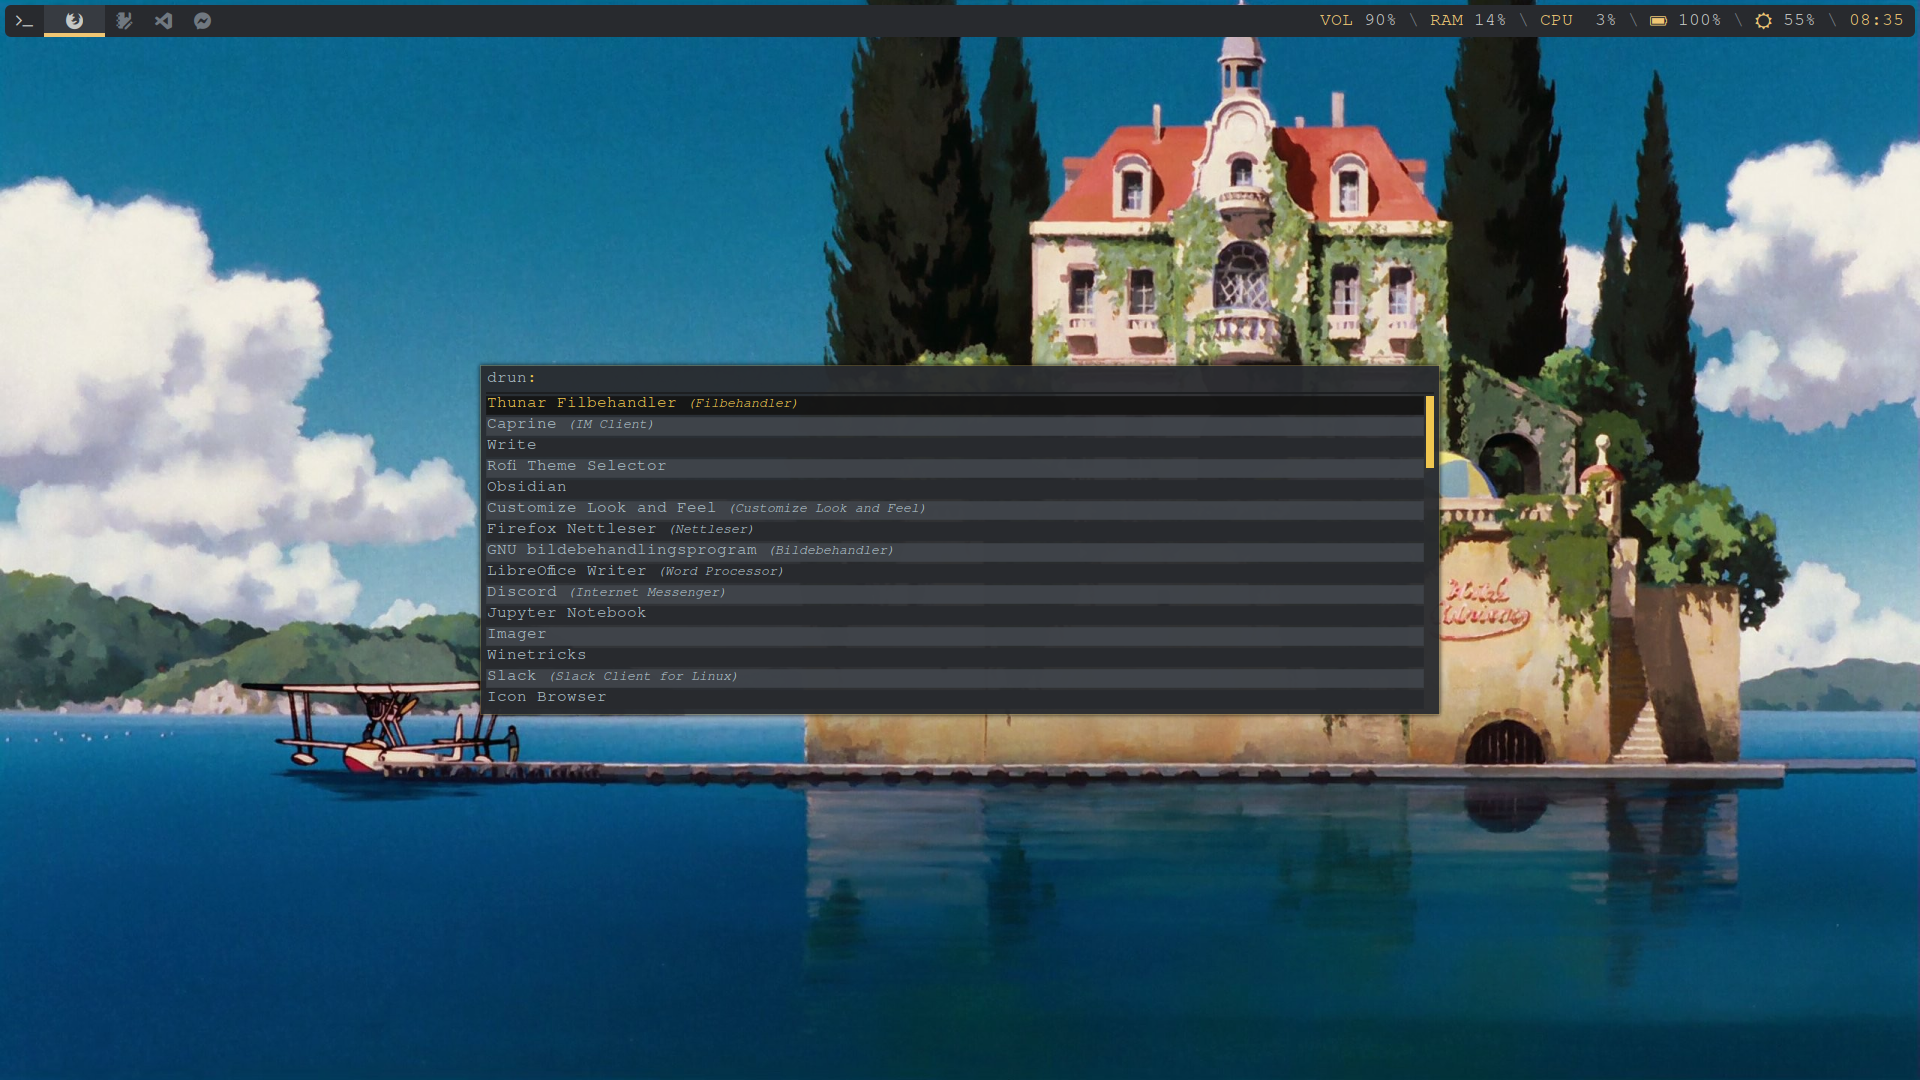 VOL 90% \ RAM 14% \ CPU 3% \ 100% \ 55% \ 08:35
drun:
Thunar Filbehandler (Filbehandler)
Caprine (IM Client)
Write
Rofi Theme Selector
Obsidian
Customize Look and Feel (Customize Look and Feel)
Firefox Nettleser (Nettleser)
GNU bildebehandlingsprogram (Bildebehandler)
LibreOffice Writer (Word Processor)
Discord (Internet Messenger)
Jupyter Notebook
Imager
Winetricks
Slack (Slack Client for Linux)
Icon Browser
Hotel